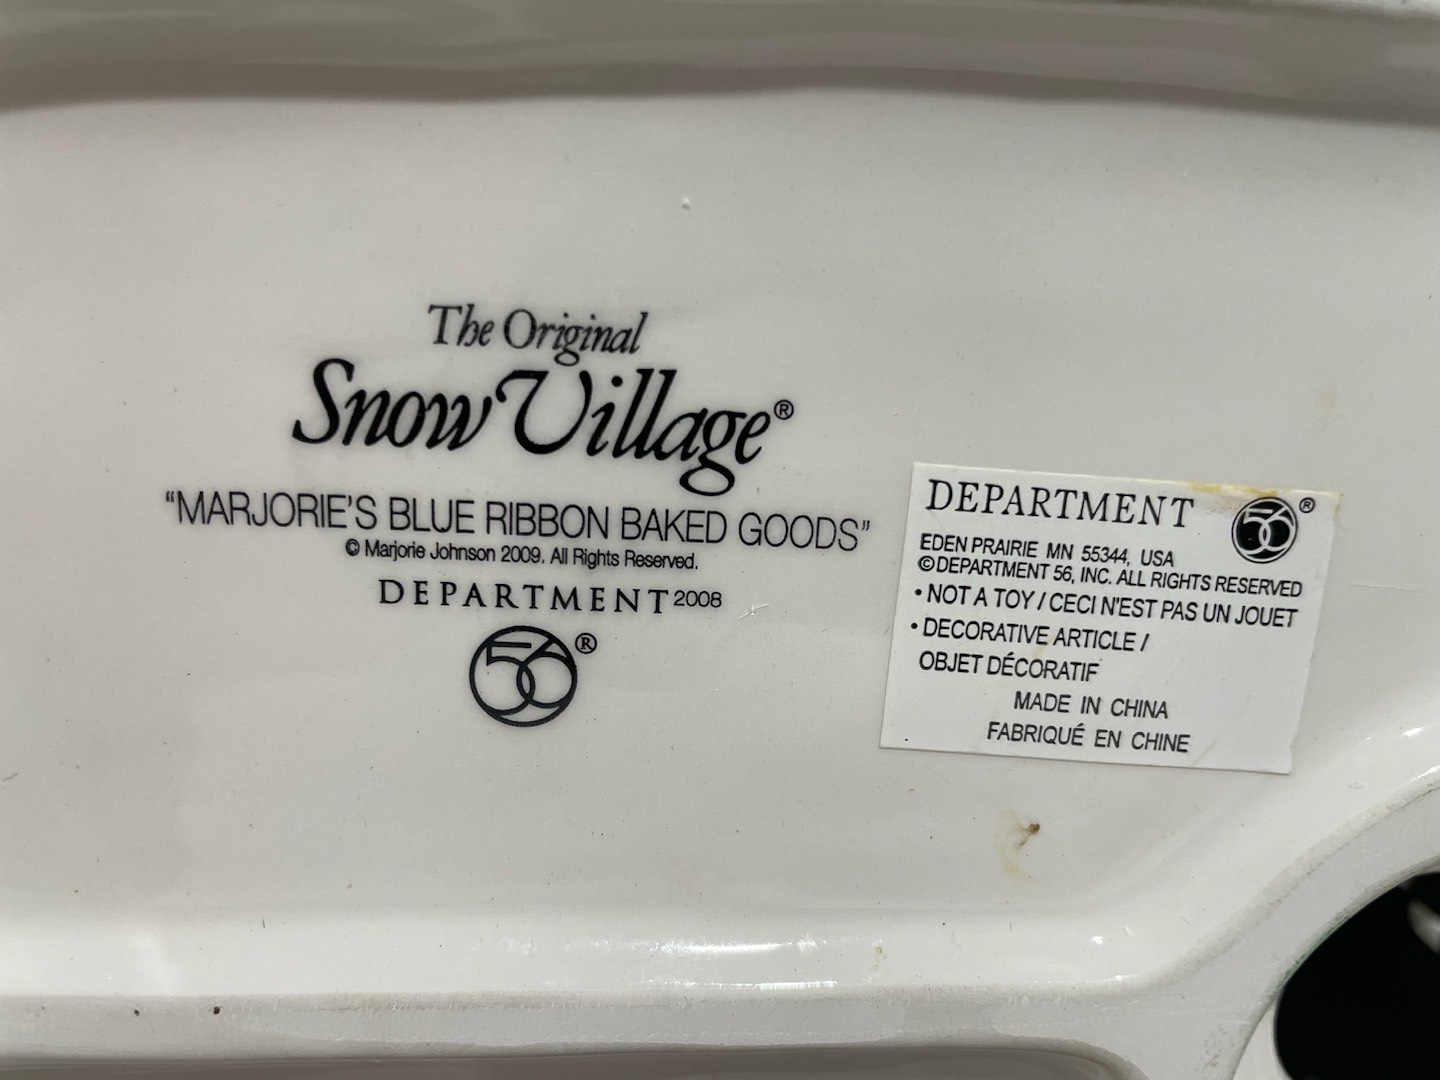 The Original
Snow Village®
“MARJORIE'S BLUE RIBBON BAKED GOODS”
© Marjorie Johnson 2009. All Rights Reserved.
DEPARTMENT 2008
56®
DEPARTMENT 56®
EDEN PRAIRIE MN 55344, USA
©DEPARTMENT 56, INC. ALL RIGHTS RESERVED
• NOT A TOY / CECI N'EST PAS UN JOUET
• DECORATIVE ARTICLE /
OBJET DÉCORATIF
MADE IN CHINA
FABRIQUÉ EN CHINE